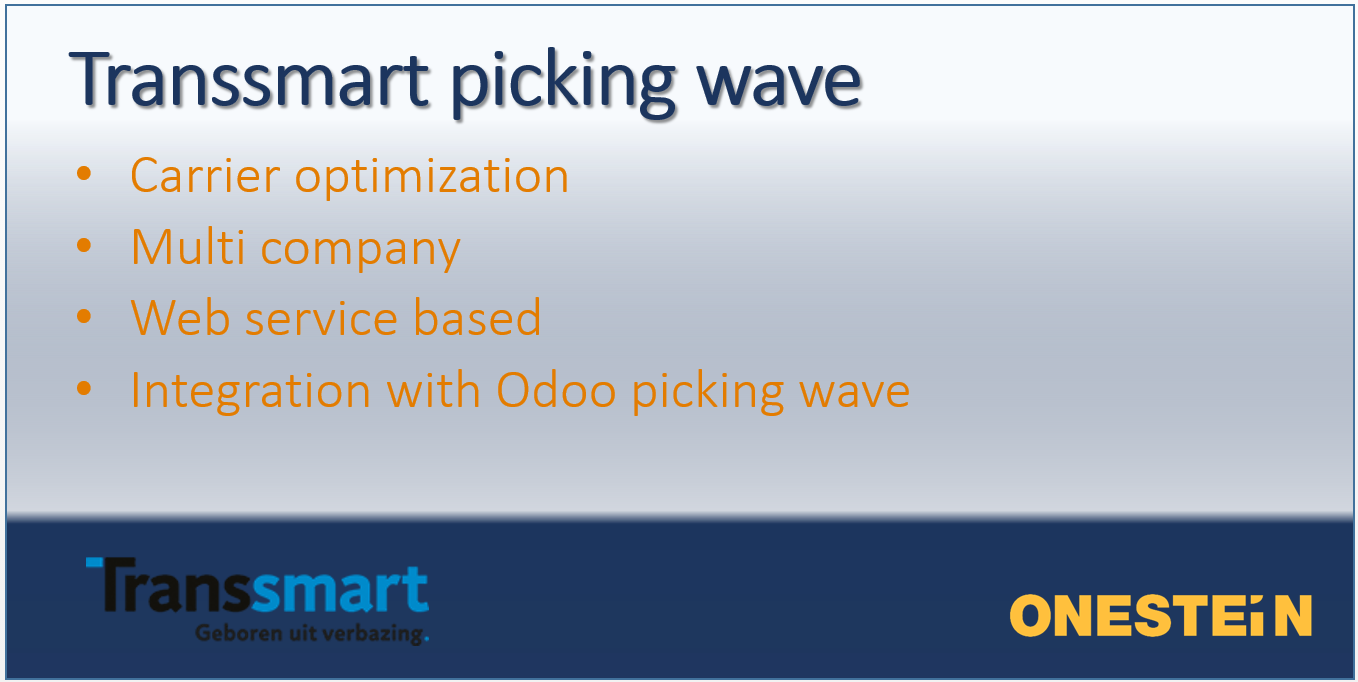 Transsmart picking wave
• Carrier optimization
• Multi company
• Web service based
• Integration with Odoo picking wave
Transsmart
Geboren uit verbazing.
ONESTEiN